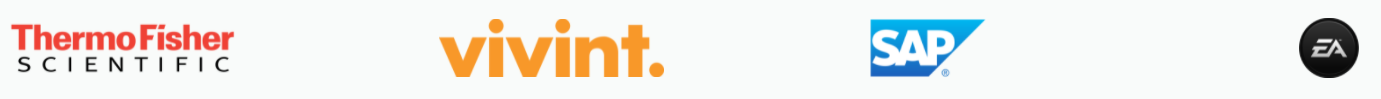 ThermoFisher
SCIENTIFIC
vivint.
SAP®
EA